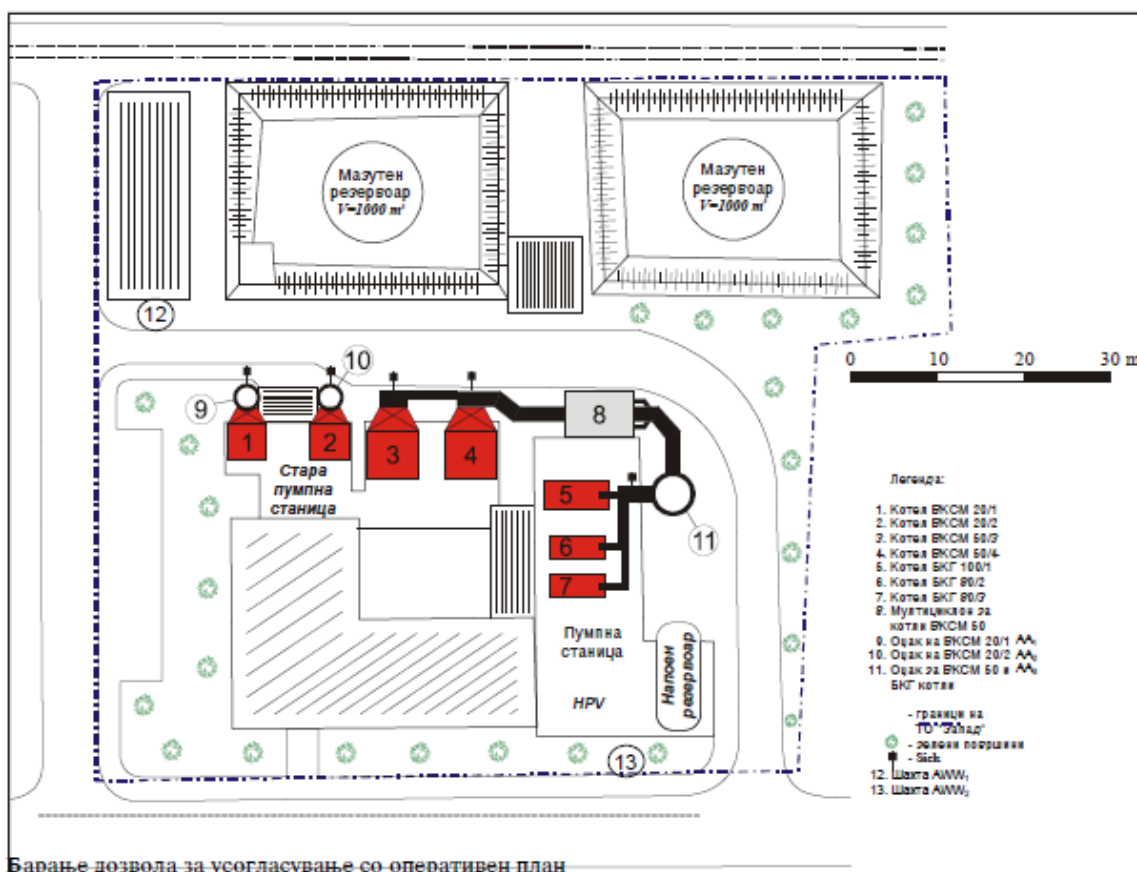 Мазутен
резервоар
V=1000 m³
Мазутен
резервоар
V=1000 m³
12
0 10 20 30 m
10
9
8
1
2
3
4
Стара
пумпна
станица
5
6
7
11
Пумпна
станица
HPV
Напоен
резервоар
13
Легенда:
1. Котел ВКСМ 20/1
2. Котел ВКСМ 20/2
3. Котел ВКСМ 50/3
4. Котел ВКСМ 50/4
5. Котел БКГ 100/1
6. Котел БКГ 80/2
7. Котел БКГ 80/3
8. Мултициклон за
котли ВКСМ 50
9. Оџак на ВКСМ 20/1 АА₁
10. Оџак на ВКСМ 20/2 АА₂
11. Оџак за ВКСМ 50 и АА₃
БКГ котли
- граници на
ТО "Запад"
- зелени површини
- Sick
12. Шахта AWW₁
13. Шахта AWW₂
Барање дозвола за усогласување со оперативен план